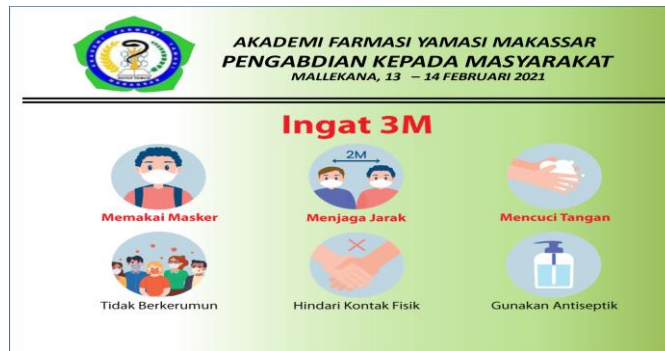 AKADEMI FARMASI YAMASI MAKASSAR
PENGABDIAN KEPADA MASYARAKAT
MALLEKANA, 13 – 14 FEBRUARI 2021
Ingat 3M
2M
Memakai Masker
Menjaga Jarak
Mencuci Tangan
Tidak Berkerumun
Hindari Kontak Fisik
Gunakan Antiseptik